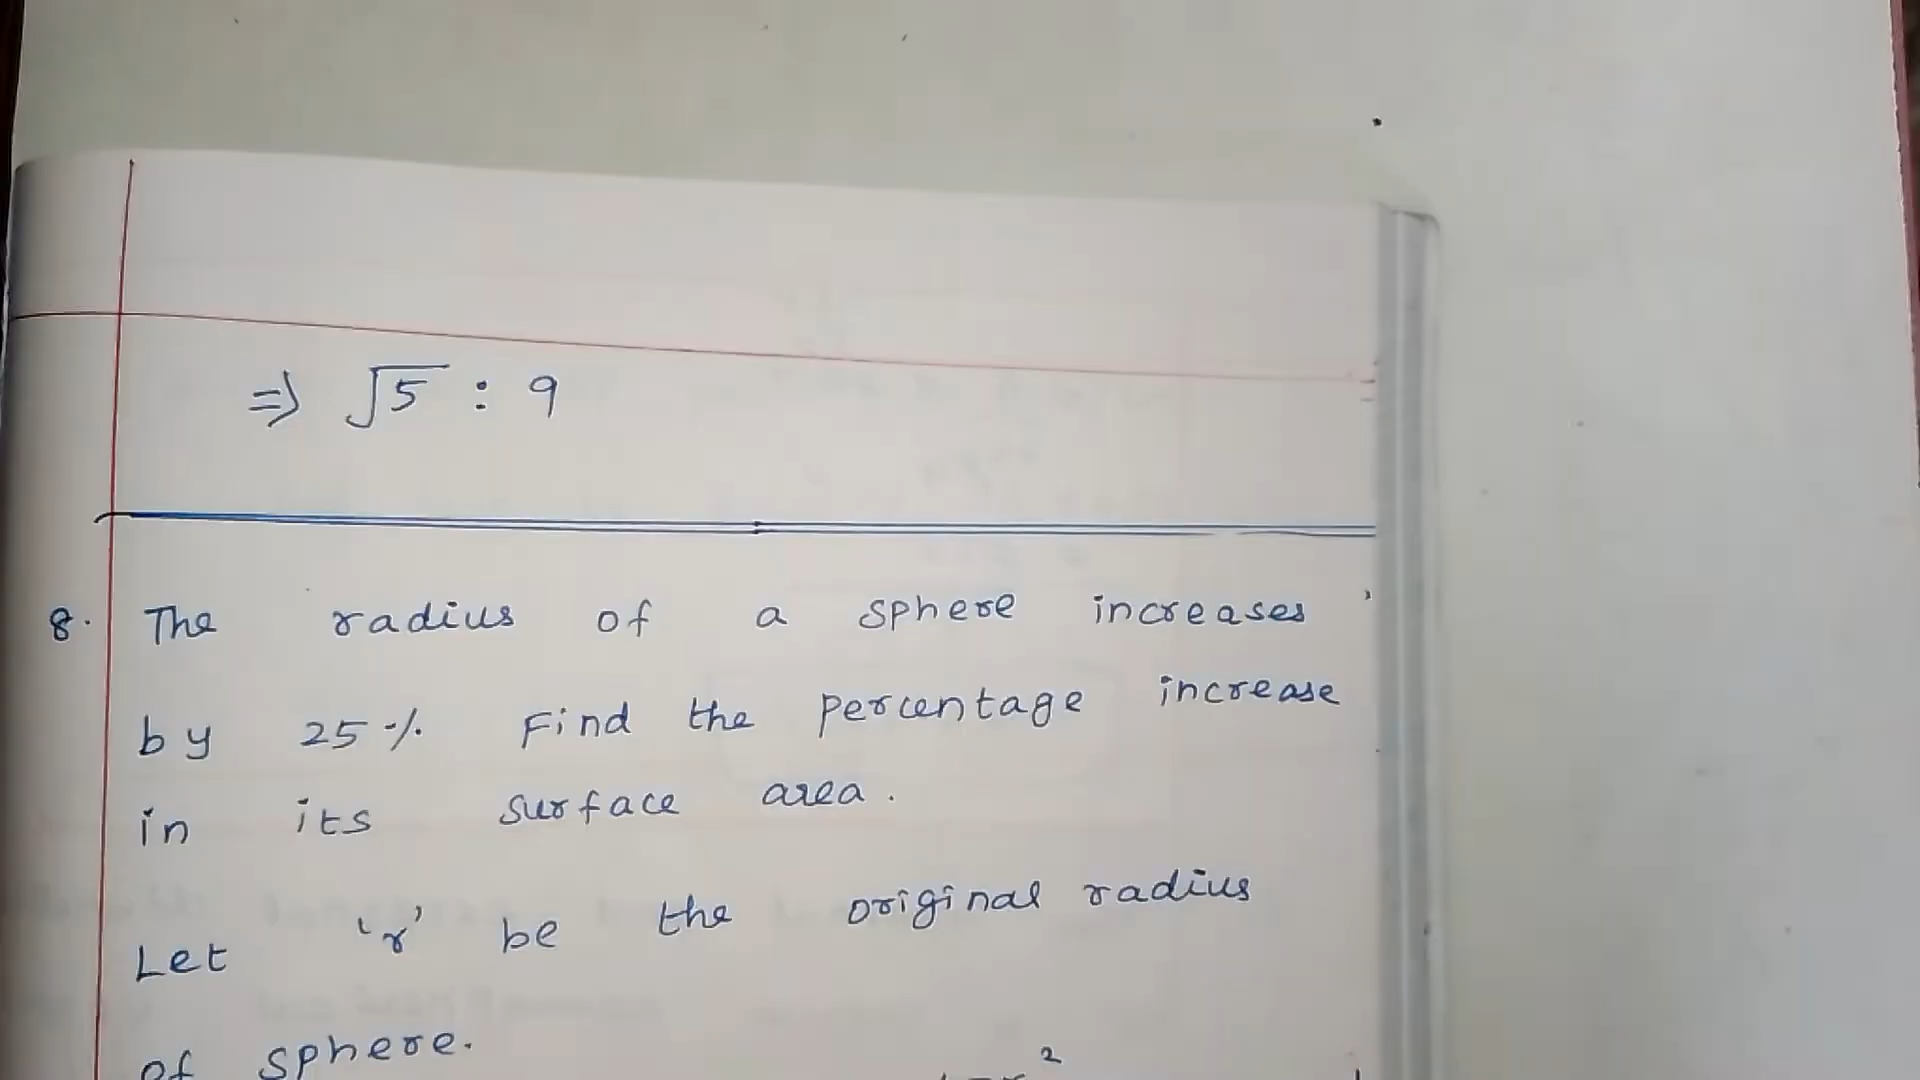 ⇒ √5 : 9
8. The radius of a sphere increases
by 25% Find the percentage increase
in its surface area.
Let 'r' be the original radius
of sphere.